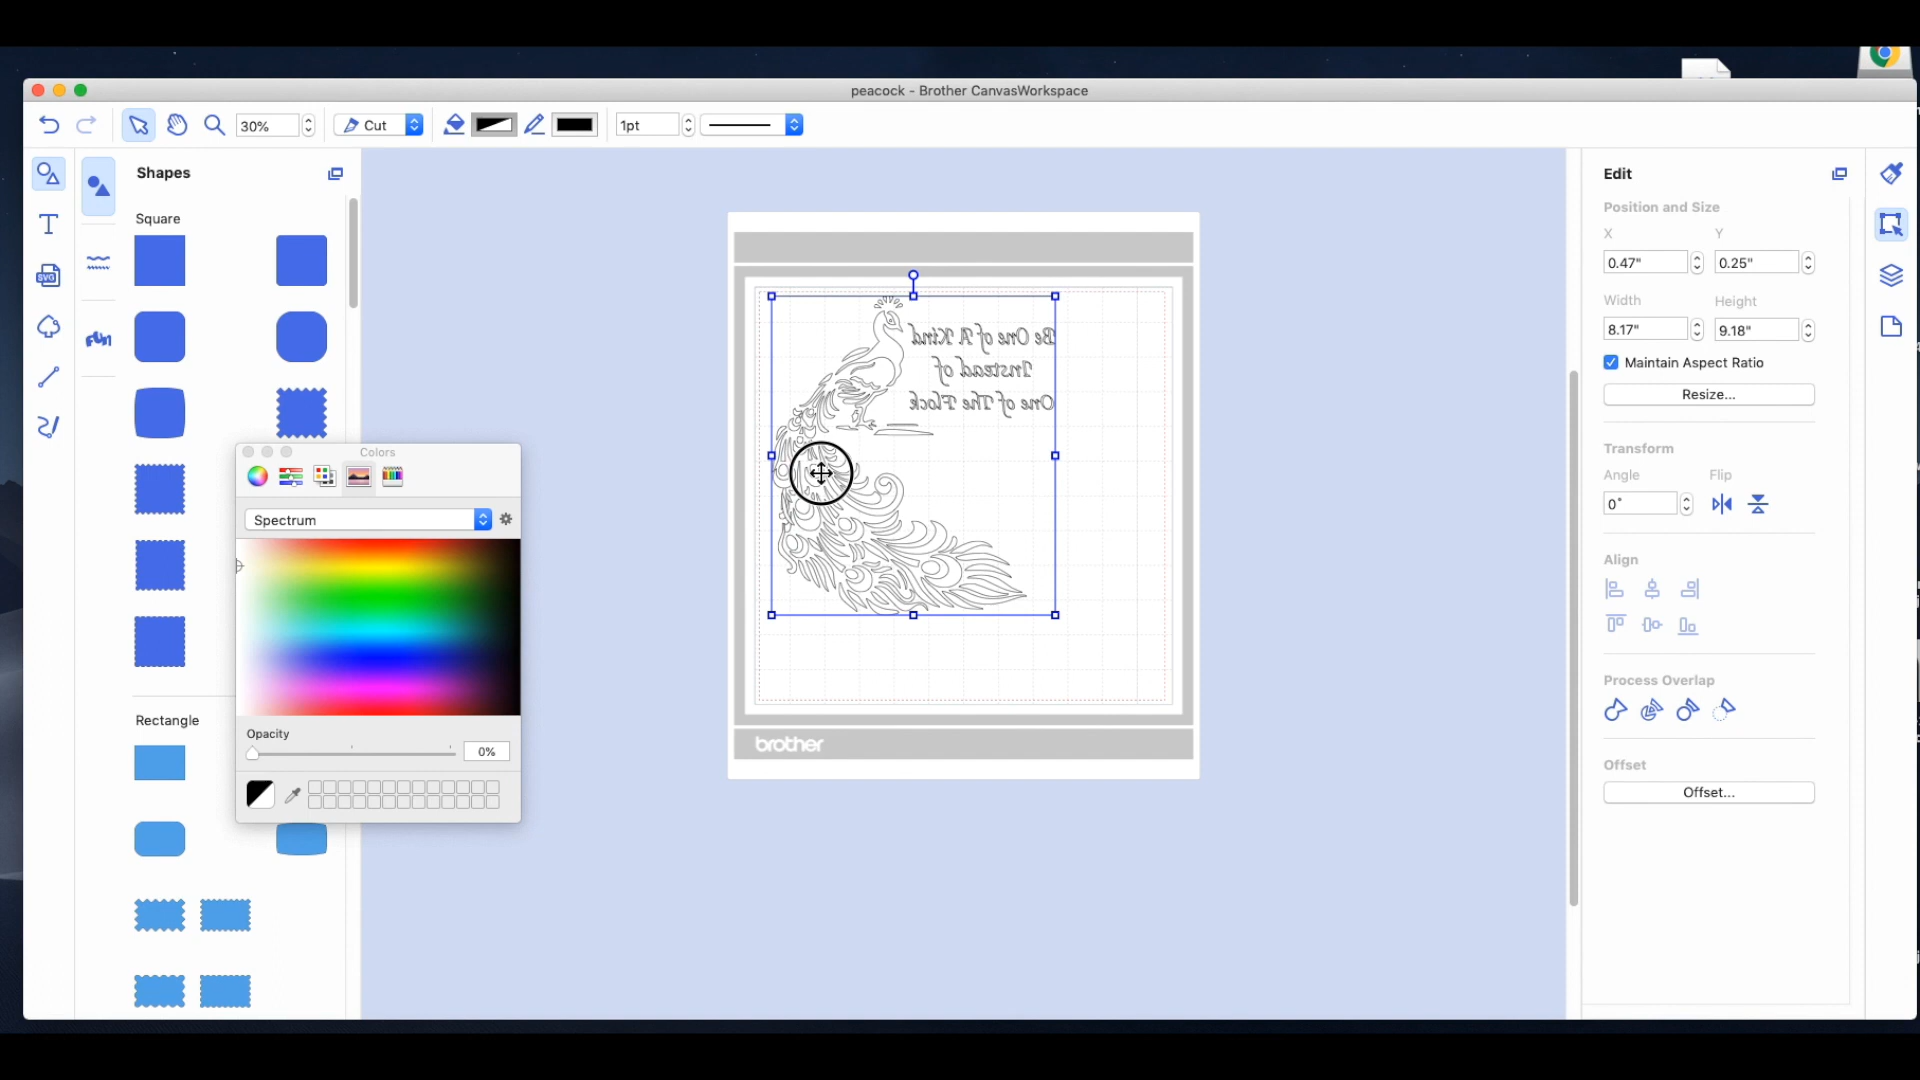 peacock - Brother CanvasWorkspace
30%
Cut
1pt
Shapes
Square
Rectangle
SVG
Fun
Colors
Spectrum
Opacity
0%
Be One of A Kind
Instead of
One of The Flock
brother
Edit
Position and Size
X
Y
0.47"
0.25"
Width
Height
8.17"
9.18"
Maintain Aspect Ratio
Resize...
Transform
Angle
Flip
0°
Align
Process Overlap
Offset
Offset...